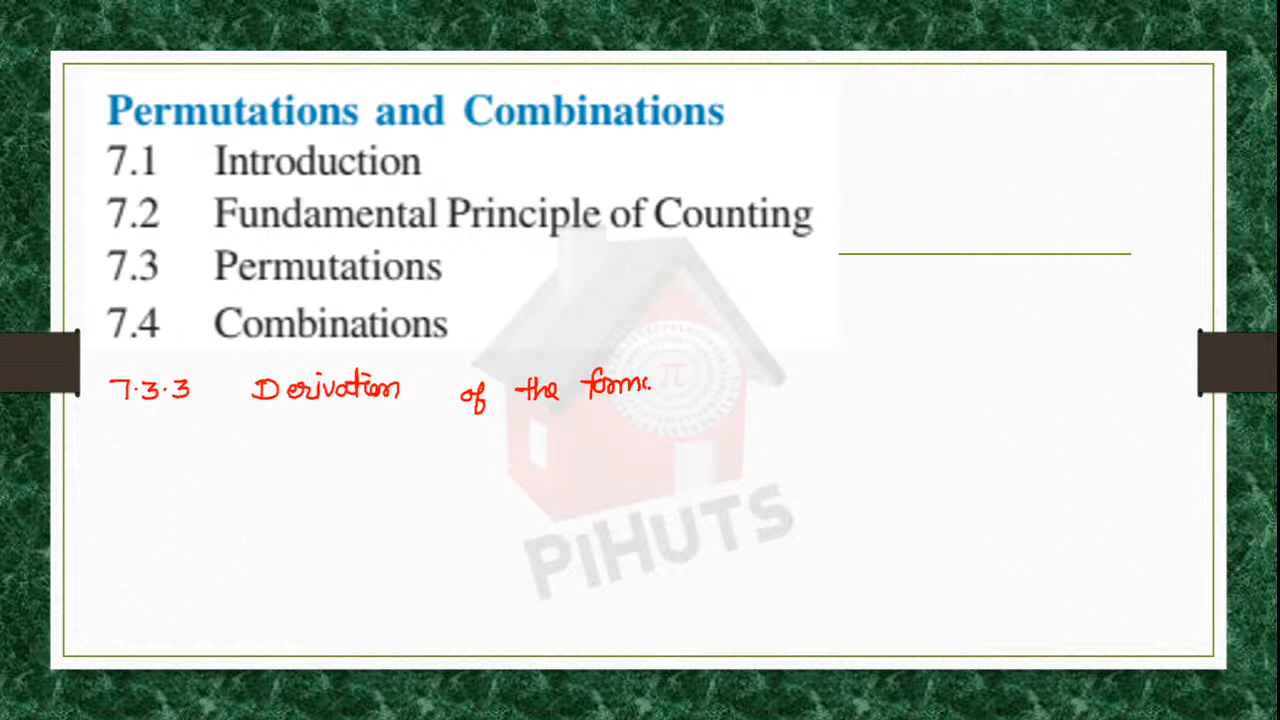 Permutations and Combinations
7.1 Introduction
7.2 Fundamental Principle of Counting
7.3 Permutations
7.4 Combinations
7.3.3 Derivation of the
π
PIHUTS